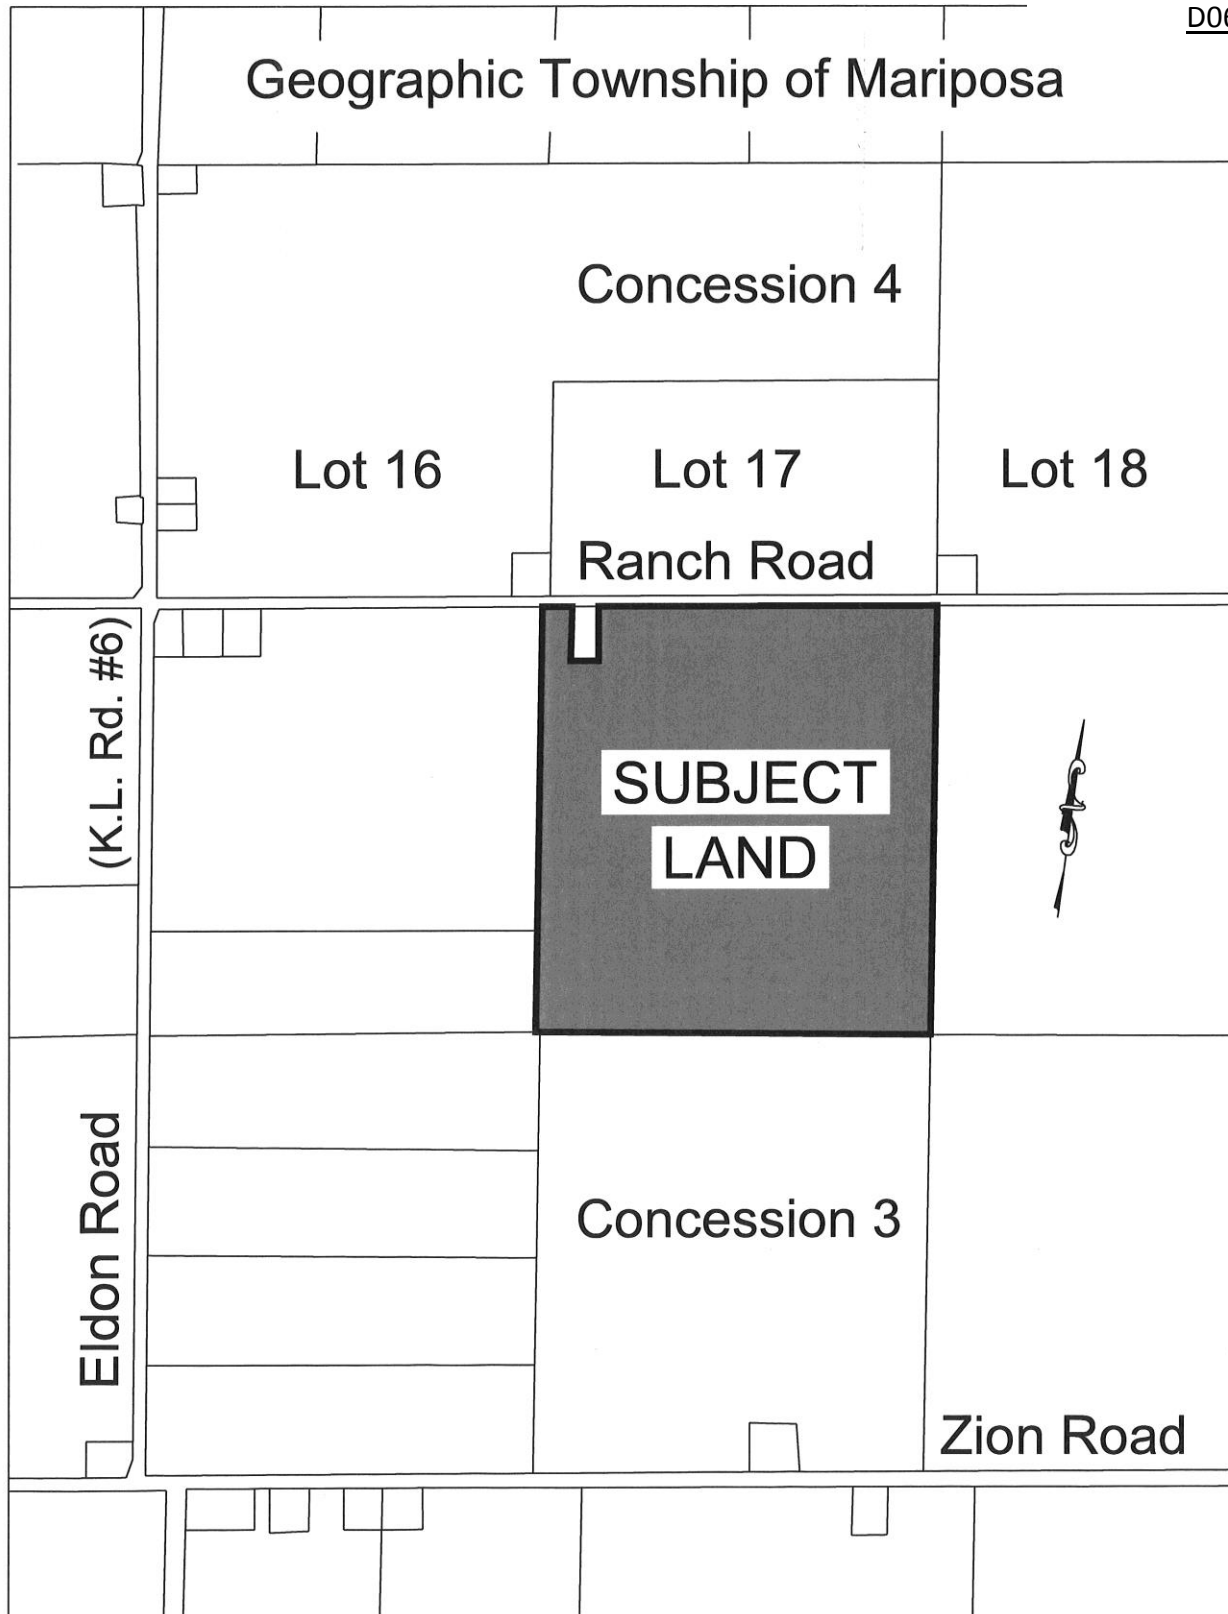 D06
Geographic Township of Mariposa
Concession 4
Lot 16
Lot 17
Lot 18
Ranch Road
(K.L. Rd. #6)
SUBJECT
LAND
Eldon Road
Concession 3
Zion Road